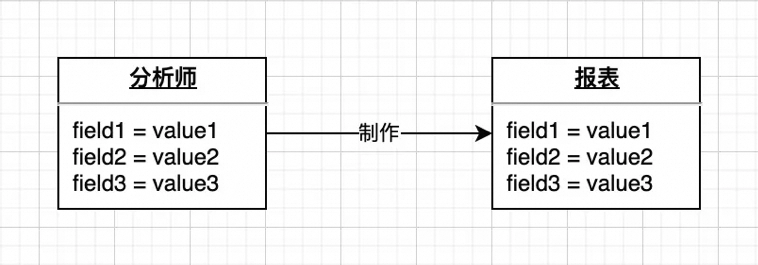 分析师
field1 = value1
field2 = value2
field3 = value3
制作
报表
field1 = value1
field2 = value2
field3 = value3